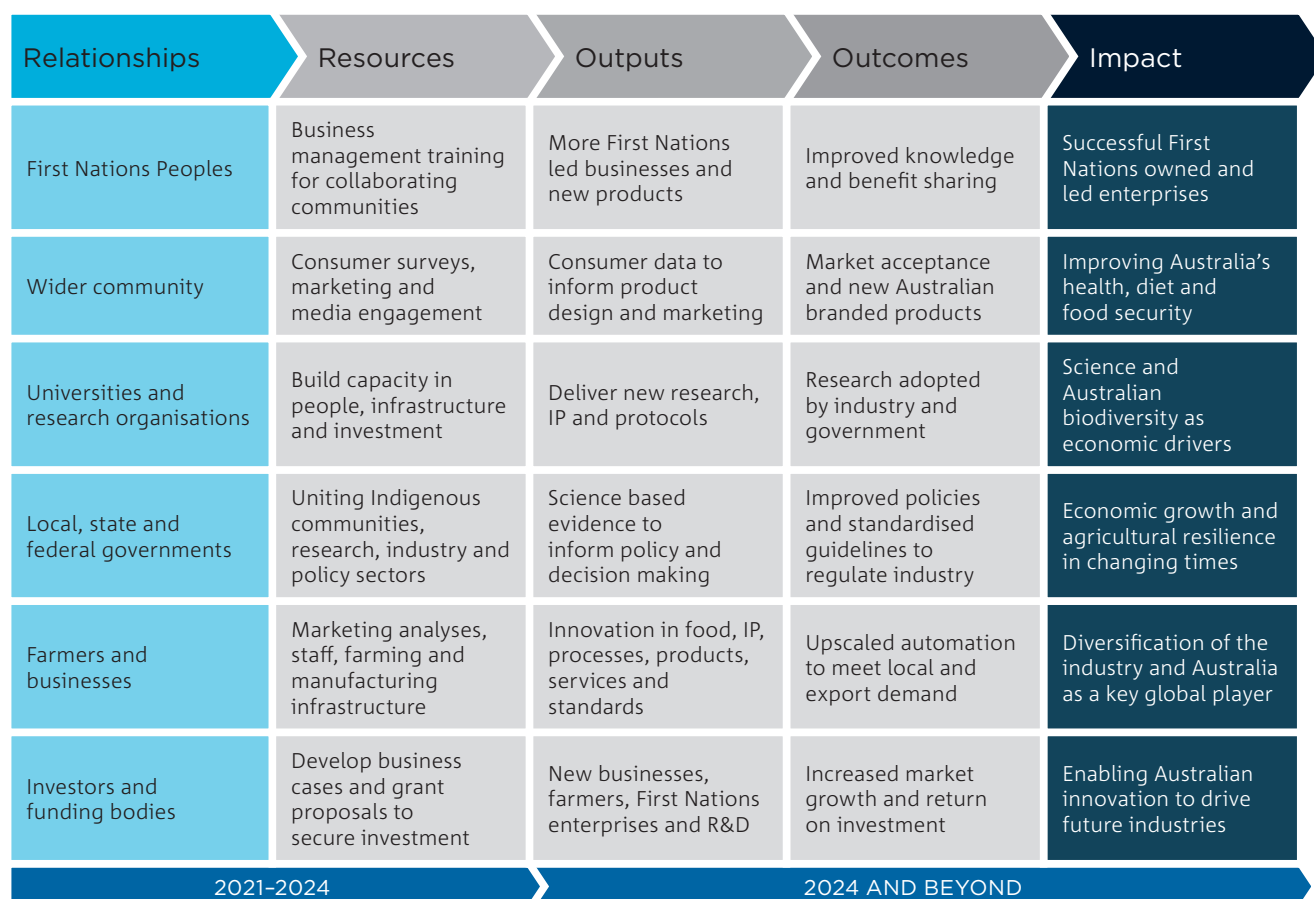 Relationships
Resources
Outputs
Outcomes
Impact
First Nations Peoples
Business
management training
for collaborating
communities
More First Nations
led businesses and
new products
Improved knowledge
and benefit sharing
Successful First
Nations owned and
led enterprises
Wider community
Consumer surveys,
marketing and
media engagement
Consumer data to
inform product
design and marketing
Market acceptance
and new Australian
branded products
Improving Australia’s
health, diet and
food security
Universities and
research organisations
Build capacity in
people, infrastructure
and investment
Deliver new research,
IP and protocols
Research adopted
by industry and
government
Science and
Australian
biodiversity as
economic drivers
Local, state and
federal governments
Uniting Indigenous
communities,
research, industry and
policy sectors
Science based
evidence to
inform policy and
decision making
Improved policies
and standardised
guidelines to
regulate industry
Economic growth and
agricultural resilience
in changing times
Farmers and
businesses
Marketing analyses,
staff, farming and
manufacturing
infrastructure
Innovation in food, IP,
processes, products,
services and
standards
Upscaled automation
to meet local and
export demand
Diversification of the
industry and Australia
as a key global player
Investors and
funding bodies
Develop business
cases and grant
proposals to
secure investment
New businesses,
farmers, First Nations
enterprises and R&D
Increased market
growth and return
on investment
Enabling Australian
innovation to drive
future industries
2021–2024
2024 AND BEYOND